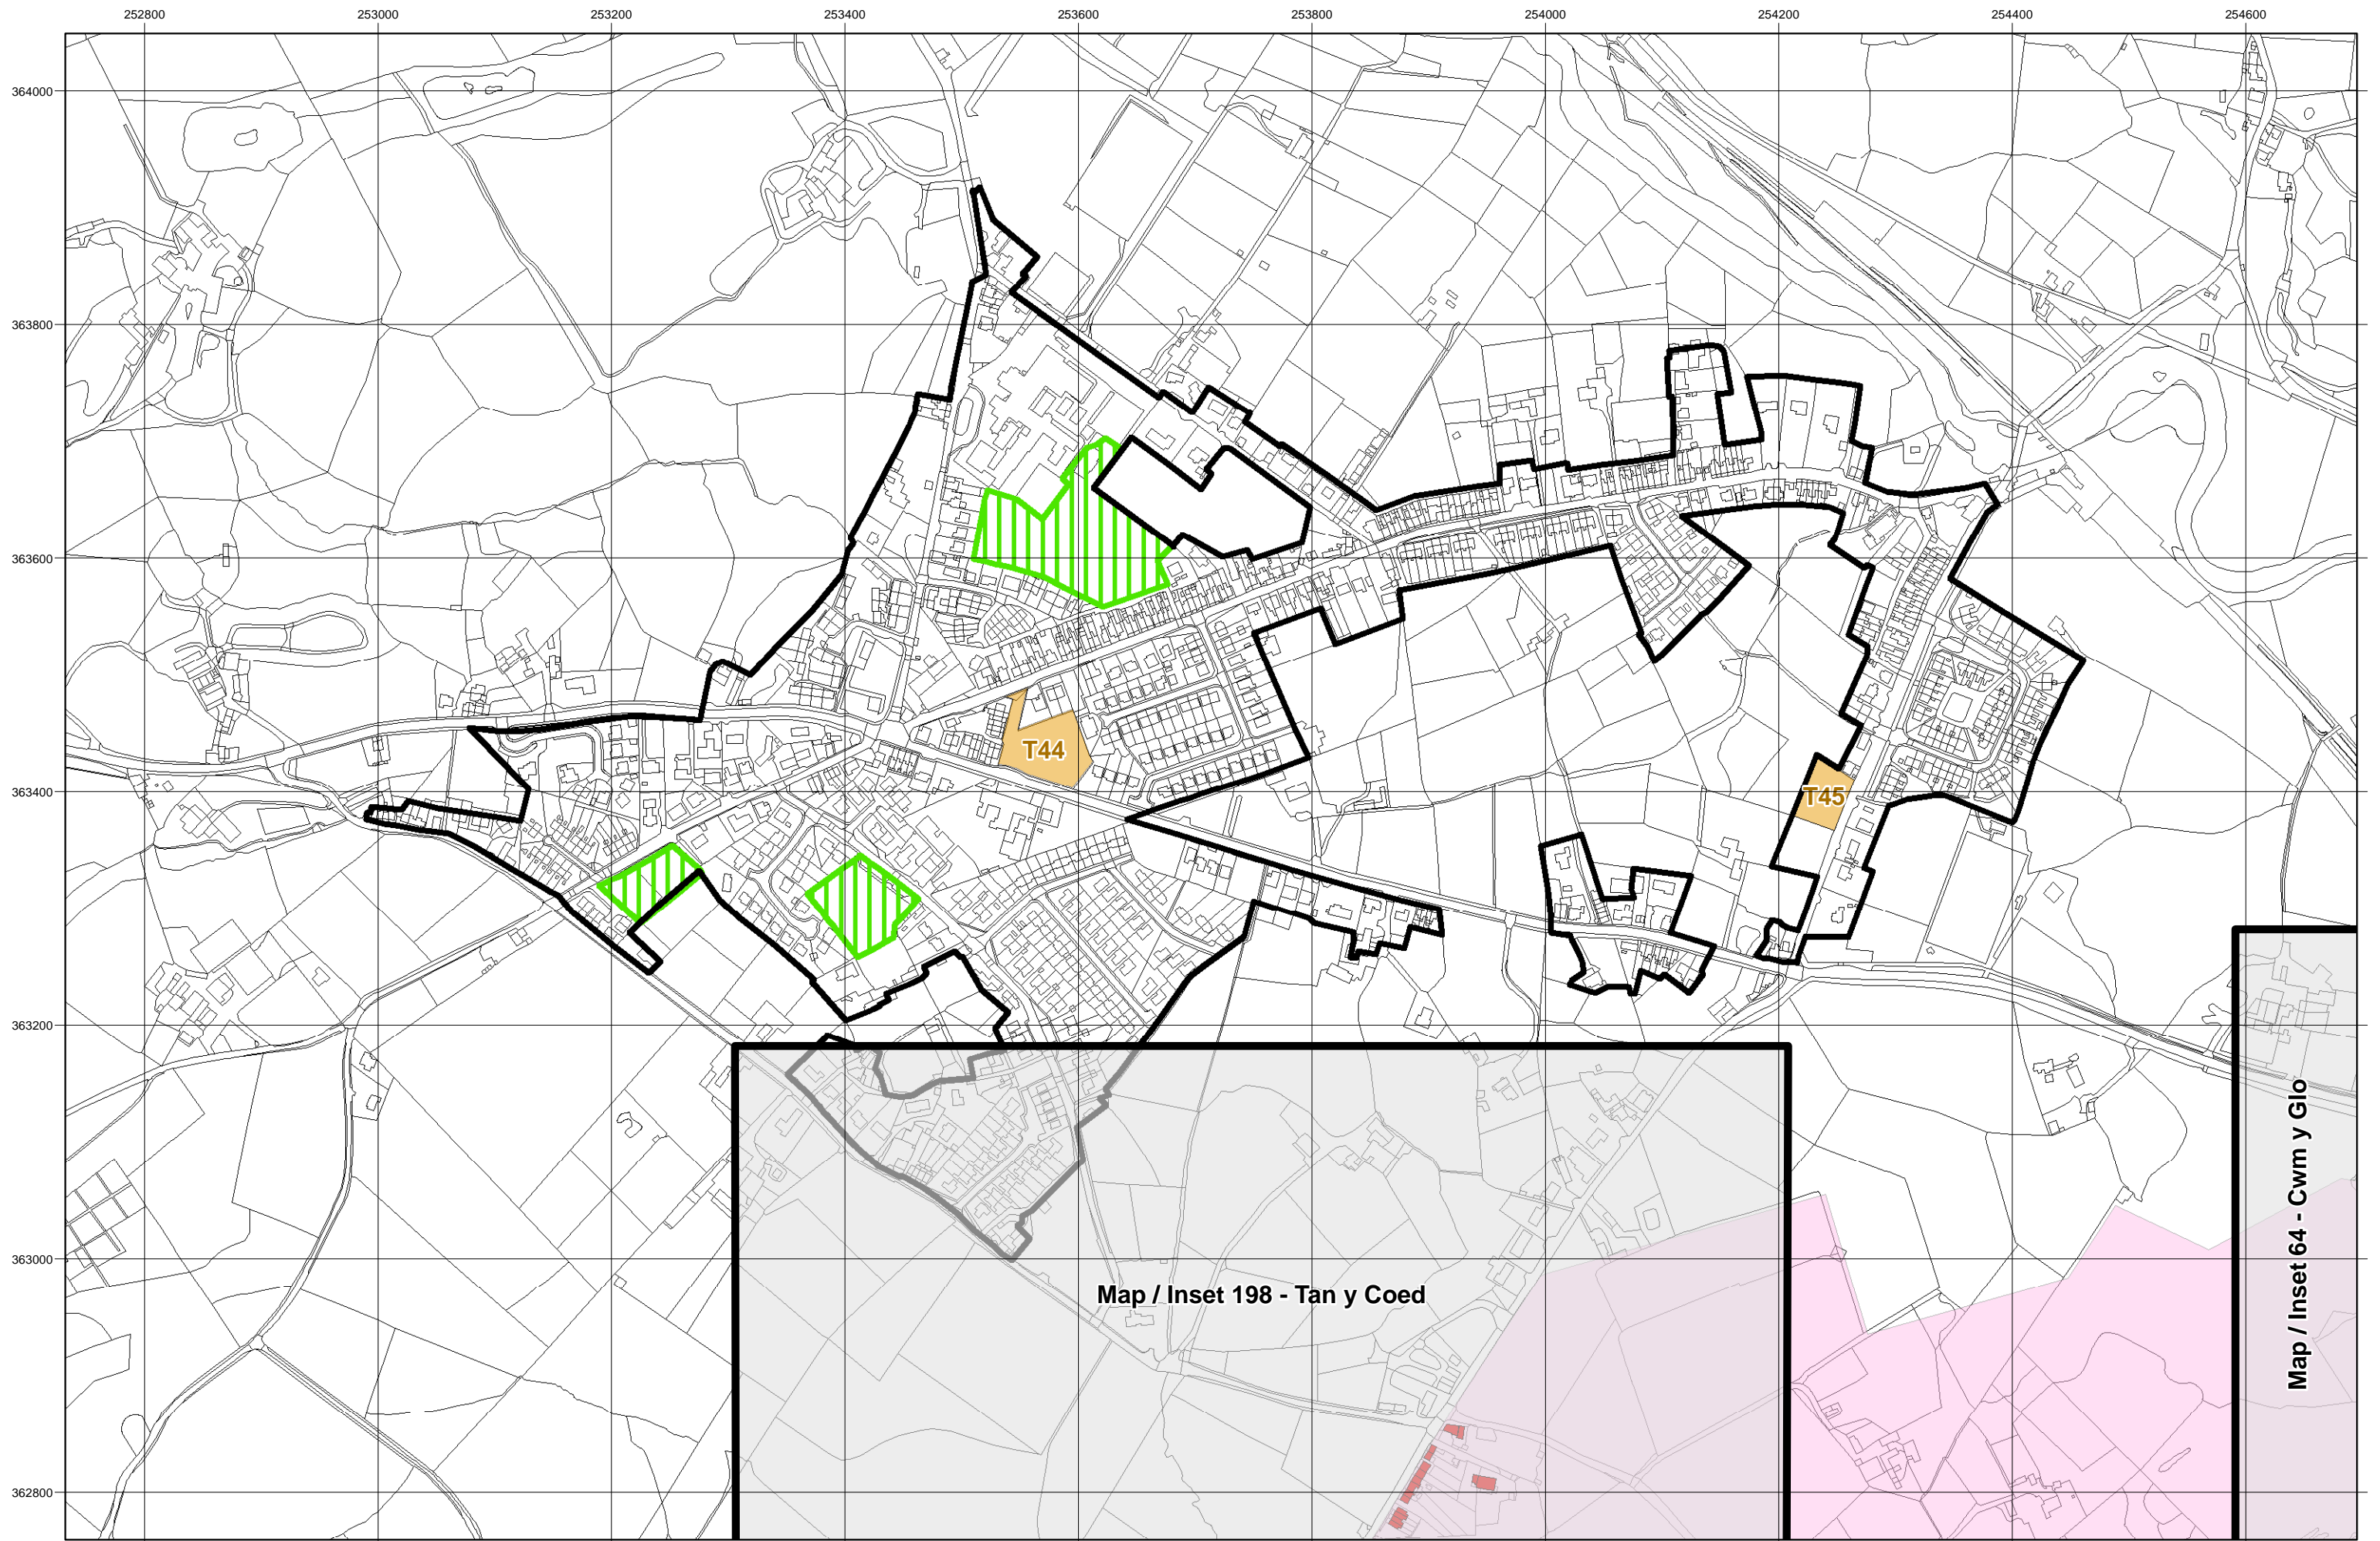 252800 253000 253200 253400 253600 253800 254000 254200 254400 254600
364000
363800
363600
T44
363400
T45
363200
Map / Inset 64 - Cwm y Glo
363000
Map / Inset 198 - Tan y Coed
362800